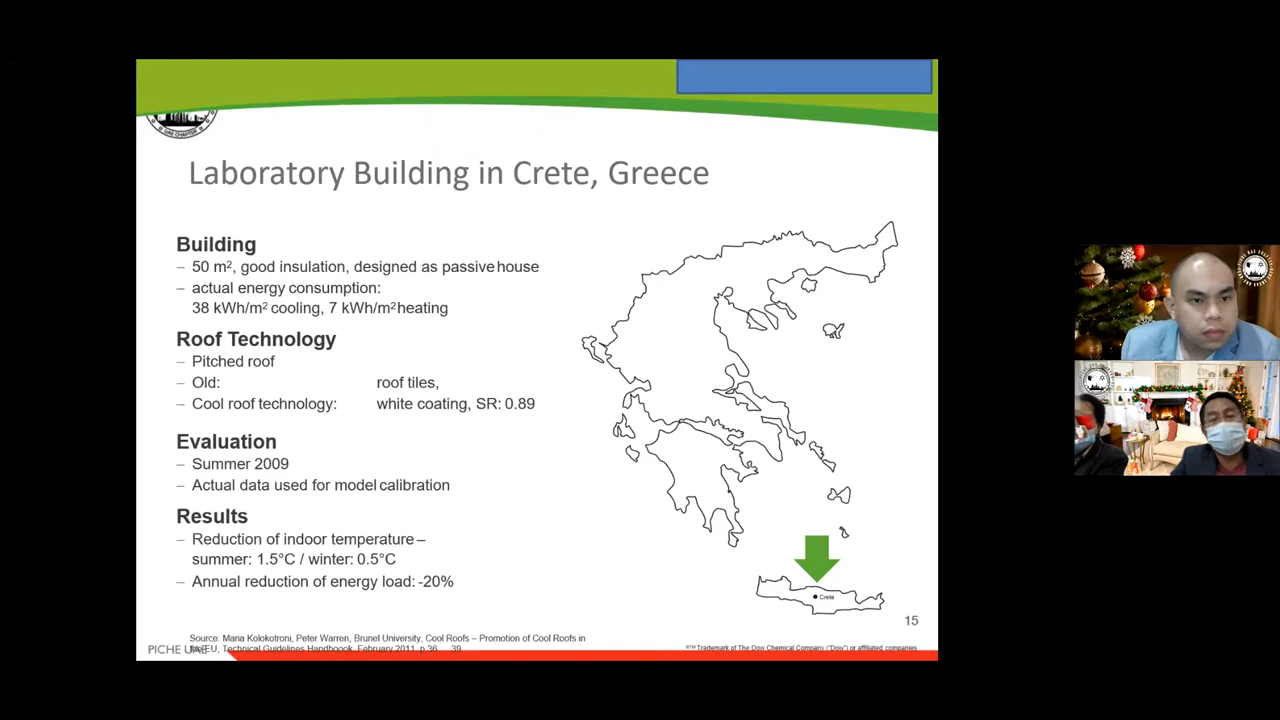 UAE CHAPTER
Laboratory Building in Crete, Greece
Building
– 50 m², good insulation, designed as passive house
– actual energy consumption:
38 kWh/m² cooling, 7 kWh/m² heating
Roof Technology
– Pitched roof
– Old: roof tiles,
– Cool roof technology: white coating, SR: 0.89
Evaluation
– Summer 2009
– Actual data used for model calibration
Results
– Reduction of indoor temperature –
summer: 1.5°C / winter: 0.5°C
– Annual reduction of energy load: -20%
Crete
15
Source: Maria Kolokotroni, Peter Warren, Brunel University, Cool Roofs – Promotion of Cool Roofs in
EU, Technical Guidelines Handbook, February 2011, p 36 39
PICHE UAE
®™ Trademark of The Dow Chemical Company ("Dow") or affiliated companies